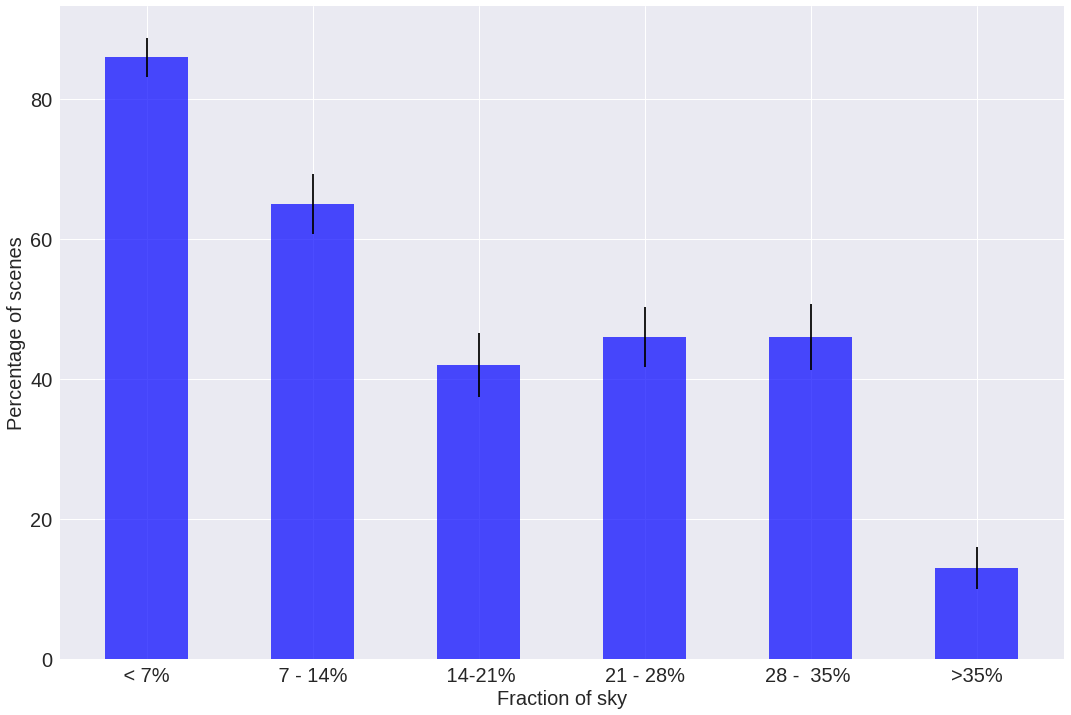 Percentage of scenes
80
60
40
20
0
< 7%
7 - 14%
14-21%
21 - 28%
28 -  35%
>35%
Fraction of sky